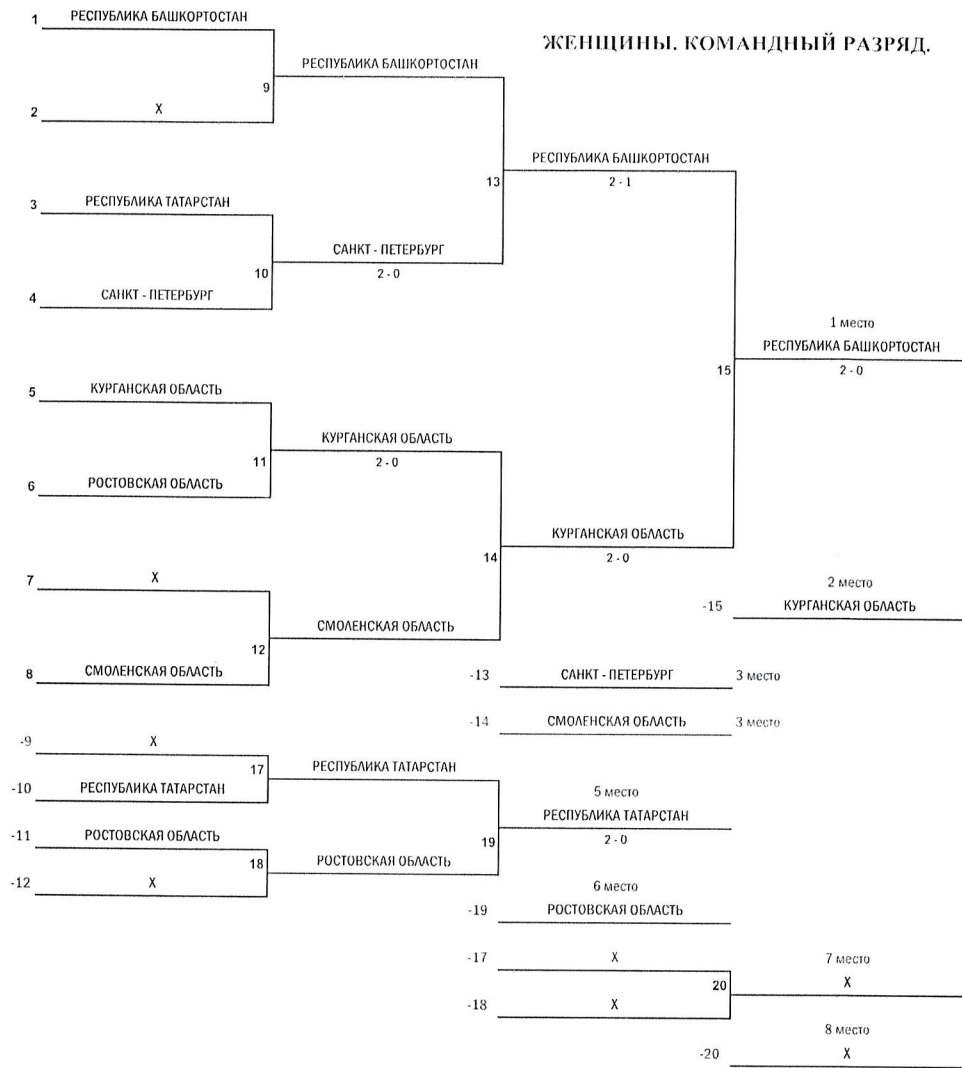 ЖЕНЩИНЫ. КОМАНДНЫЙ РАЗРЯД.
1 РЕСПУБЛИКА БАШКОРТОСТАН
9 РЕСПУБЛИКА БАШКОРТОСТАН
2 X
13 РЕСПУБЛИКА БАШКОРТОСТАН
2 - 1
3 РЕСПУБЛИКА ТАТАРСТАН
10 САНКТ - ПЕТЕРБУРГ
2 - 0
4 САНКТ - ПЕТЕРБУРГ
1 место
15 РЕСПУБЛИКА БАШКОРТОСТАН
2 - 0
5 КУРГАНСКАЯ ОБЛАСТЬ
11 КУРГАНСКАЯ ОБЛАСТЬ
2 - 0
6 РОСТОВСКАЯ ОБЛАСТЬ
14 КУРГАНСКАЯ ОБЛАСТЬ
2 - 0
7 X
2 место
-15 КУРГАНСКАЯ ОБЛАСТЬ
12 СМОЛЕНСКАЯ ОБЛАСТЬ
8 СМОЛЕНСКАЯ ОБЛАСТЬ
-13 САНКТ - ПЕТЕРБУРГ 3 место
-14 СМОЛЕНСКАЯ ОБЛАСТЬ 3 место
-9 X
17 РЕСПУБЛИКА ТАТАРСТАН
-10 РЕСПУБЛИКА ТАТАРСТАН
5 место
19 РЕСПУБЛИКА ТАТАРСТАН
2 - 0
-11 РОСТОВСКАЯ ОБЛАСТЬ
18 РОСТОВСКАЯ ОБЛАСТЬ
-12 X
6 место
-19 РОСТОВСКАЯ ОБЛАСТЬ
-17 X
7 место
20 X
-18 X
8 место
-20 X